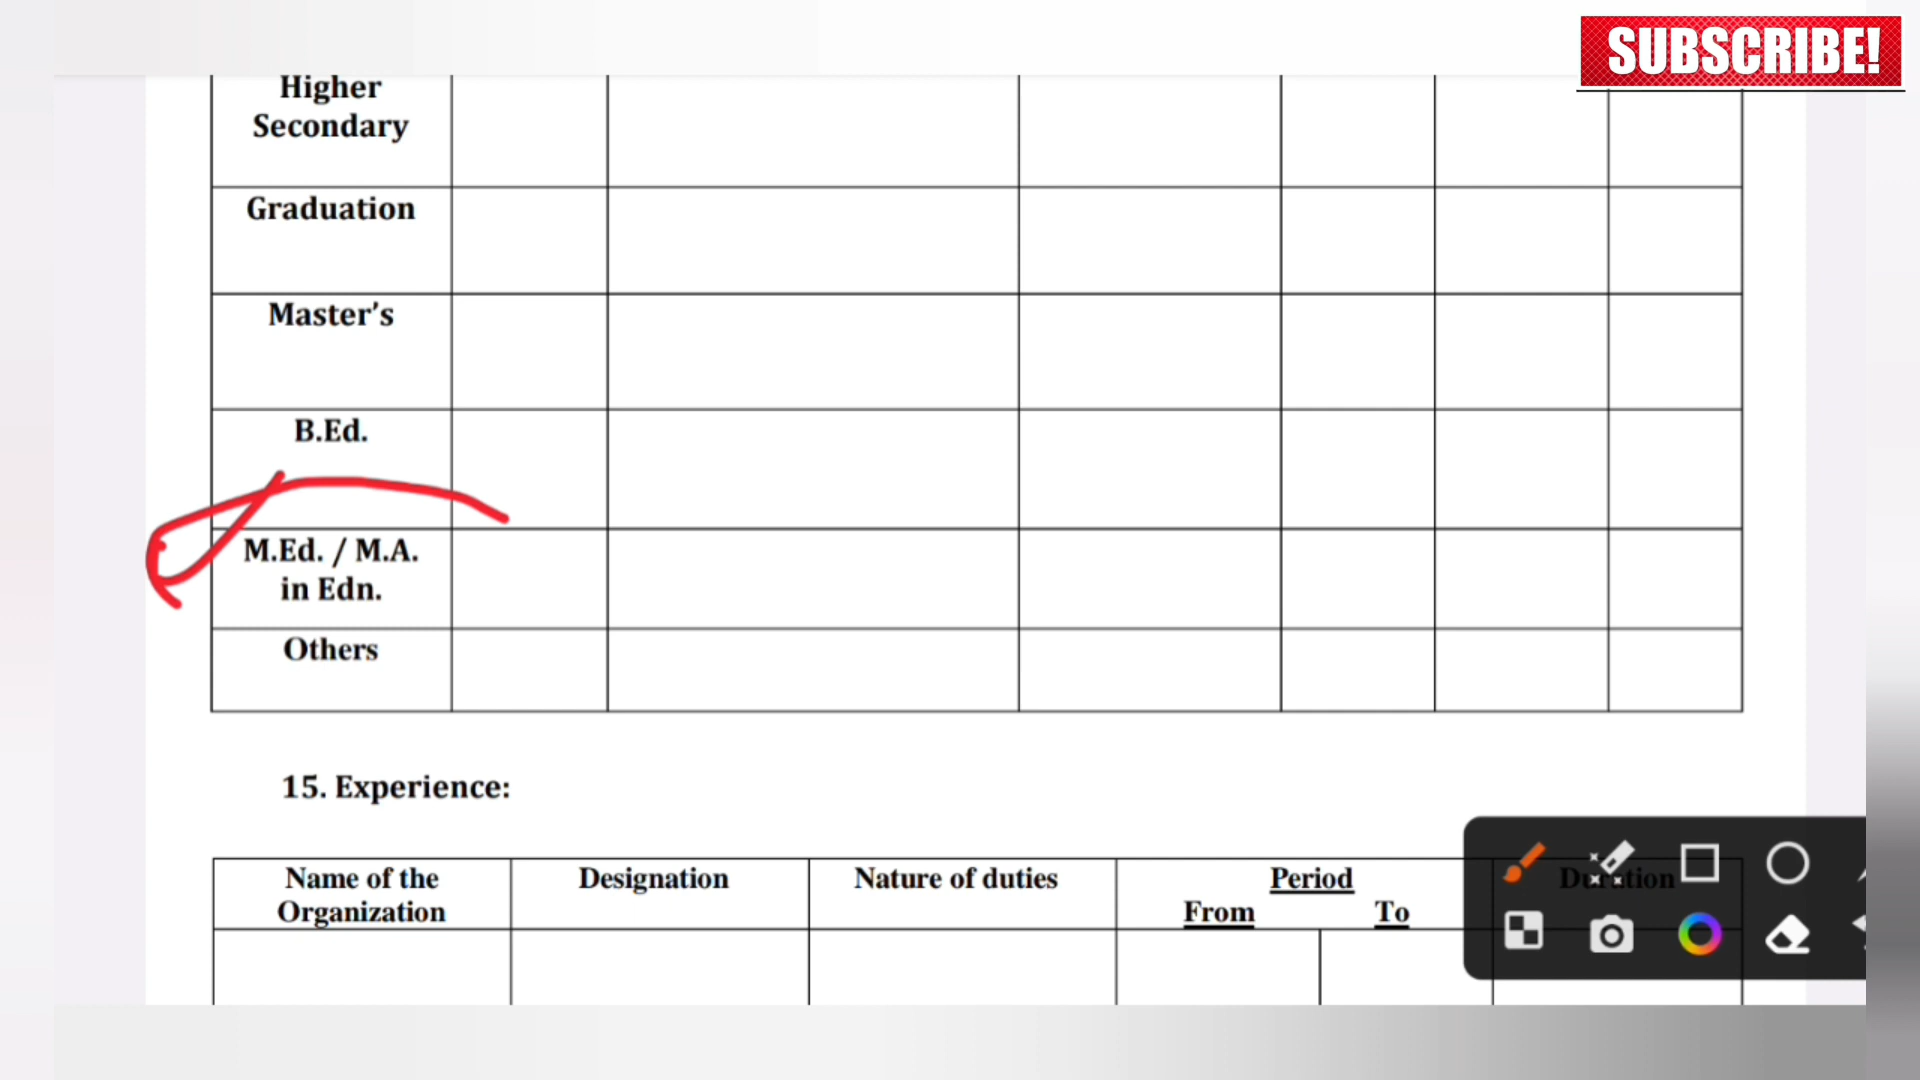 SUBSCRIBE!
Higher
Secondary
Graduation
Master's
B.Ed.
M.Ed. / M.A.
in Edn.
Others
15. Experience:
Name of the
Organization
Designation
Nature of duties
Period
From To
Duration